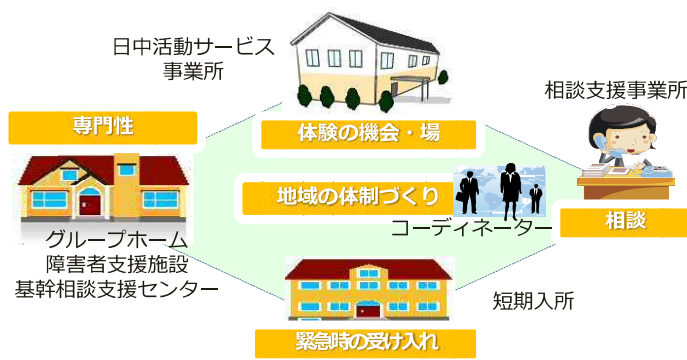 日中活動サービス
事業所
相談支援事業所
専門性
体験の機会・場
地域の体制づくり
コーディネーター
相談
グループホーム
障害者支援施設
基幹相談支援センター
短期入所
緊急時の受け入れ